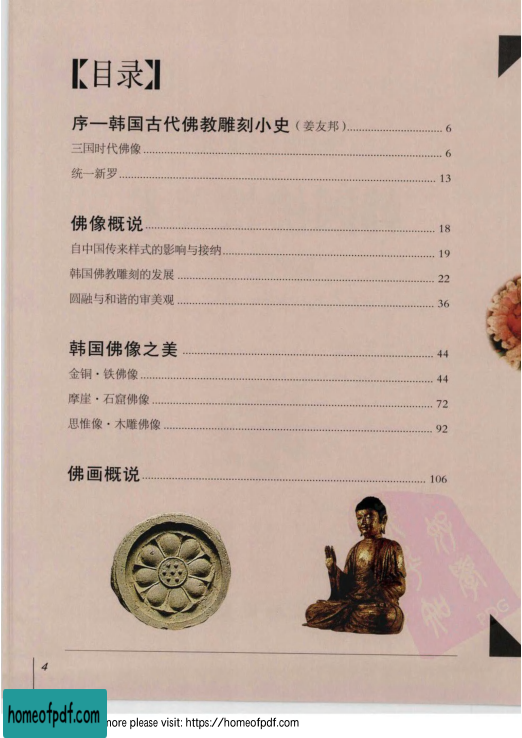 【目录】
序—韩国古代佛教雕刻小史（姜友邦）........ 6
三国时代佛像........ 6
统一新罗........ 13
佛像概说........ 18
自中国传来样式的影响与接纳........ 19
韩国佛教雕刻的发展........ 22
圆融与和谐的审美观........ 36
韩国佛像之美........ 44
金铜·铁佛像........ 44
摩崖·石窟佛像........ 72
思惟像·木雕佛像........ 92
佛画概说........ 106
4
homeofpdf.com
more please visit: https://homeofpdf.com